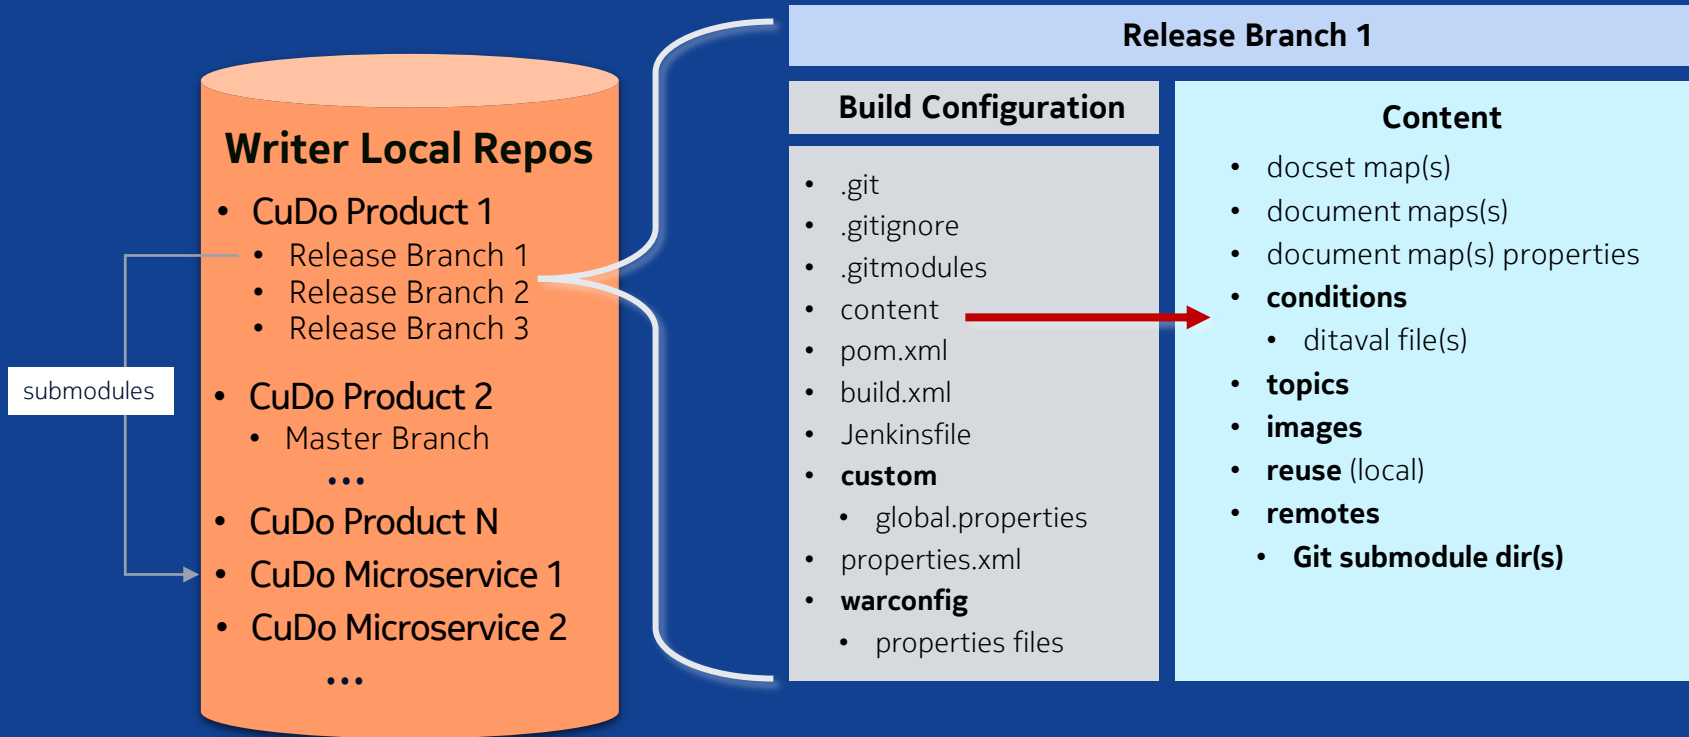 submodules
Writer Local Repos
• CuDo Product 1
• Release Branch 1
• Release Branch 2
• Release Branch 3
• CuDo Product 2
• Master Branch
...
• CuDo Product N
• CuDo Microservice 1
• CuDo Microservice 2
...
Release Branch 1
Build Configuration
• .git
• .gitignore
• .gitmodules
• content
• pom.xml
• build.xml
• Jenkinsfile
• custom
• global.properties
• properties.xml
• warconfig
• properties files
Content
• docset map(s)
• document maps(s)
• document map(s) properties
• conditions
• ditaval file(s)
• topics
• images
• reuse (local)
• remotes
• Git submodule dir(s)